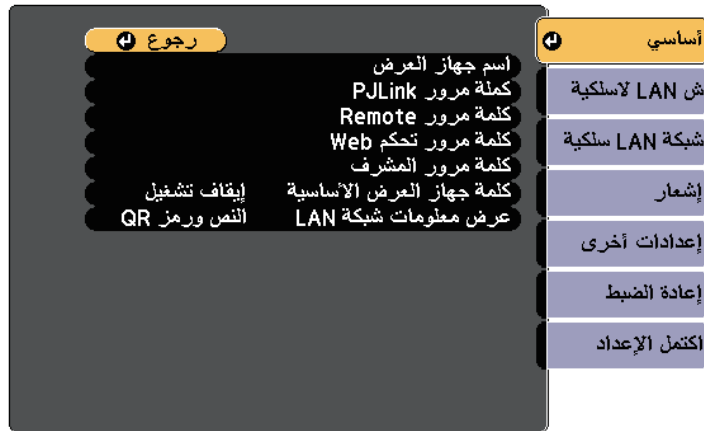 أساسي
ش LAN لاسلكية
شبكة LAN سلكية
إشعار
إعدادات أخرى
إعادة الضبط
اكتمل الإعداد
رجوع
اسم جهاز العرض
كملة مرور PJLink
كلمة مرور Remote
كلمة مرور تحكم Web
كلمة مرور المشرف
كلمة جهاز العرض الأساسية إيقاف تشغيل
عرض معلومات شبكة LAN النص ورمز QR